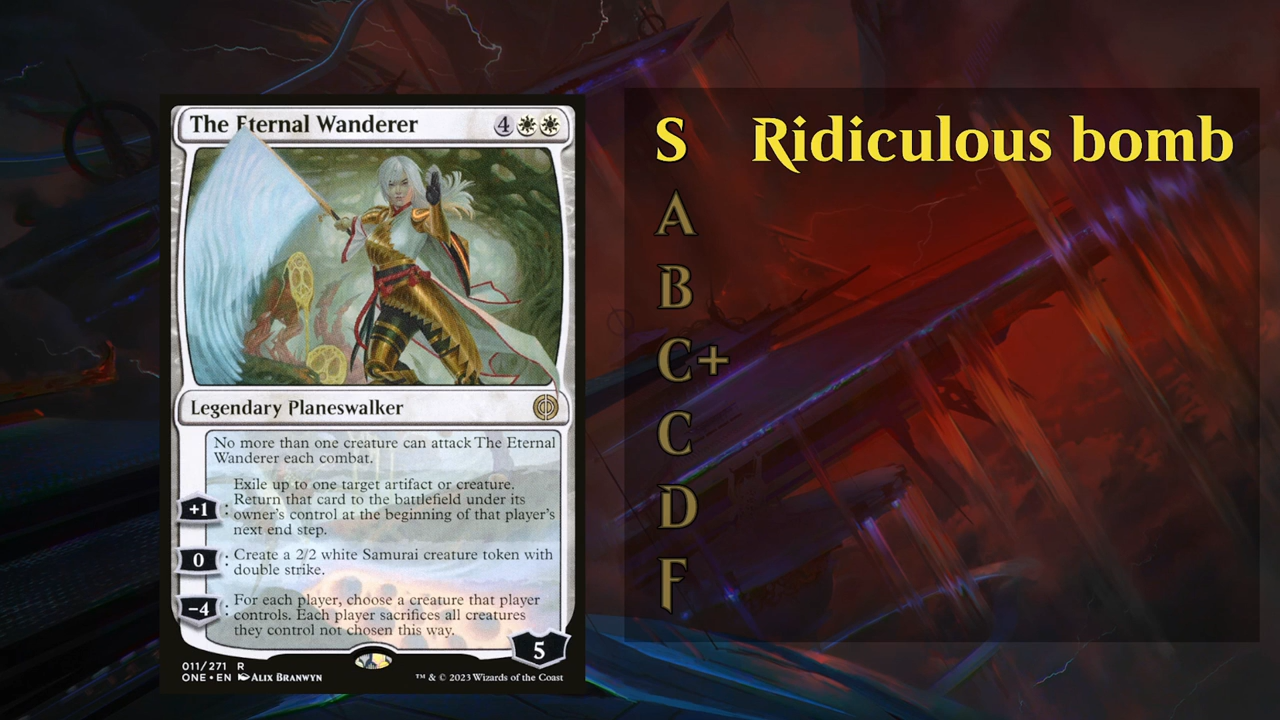 The Eternal Wanderer 4
Legendary Planeswalker
No more than one creature can attack The Eternal
Wanderer each combat.
+1 : Exile up to one target artifact or creature.
Return that card to the battlefield under its
owner's control at the beginning of that player's
next end step.
0 : Create a 2/2 white Samurai creature token with
double strike.
-4 : For each player, choose a creature that player
controls. Each player sacrifices all creatures
they control not chosen this way.
5
011/271 R
ONE • EN ALIX BRANWYN
™ & © 2023 Wizards of the Coast
S Ridiculous bomb
A
B
C+
C
D
F